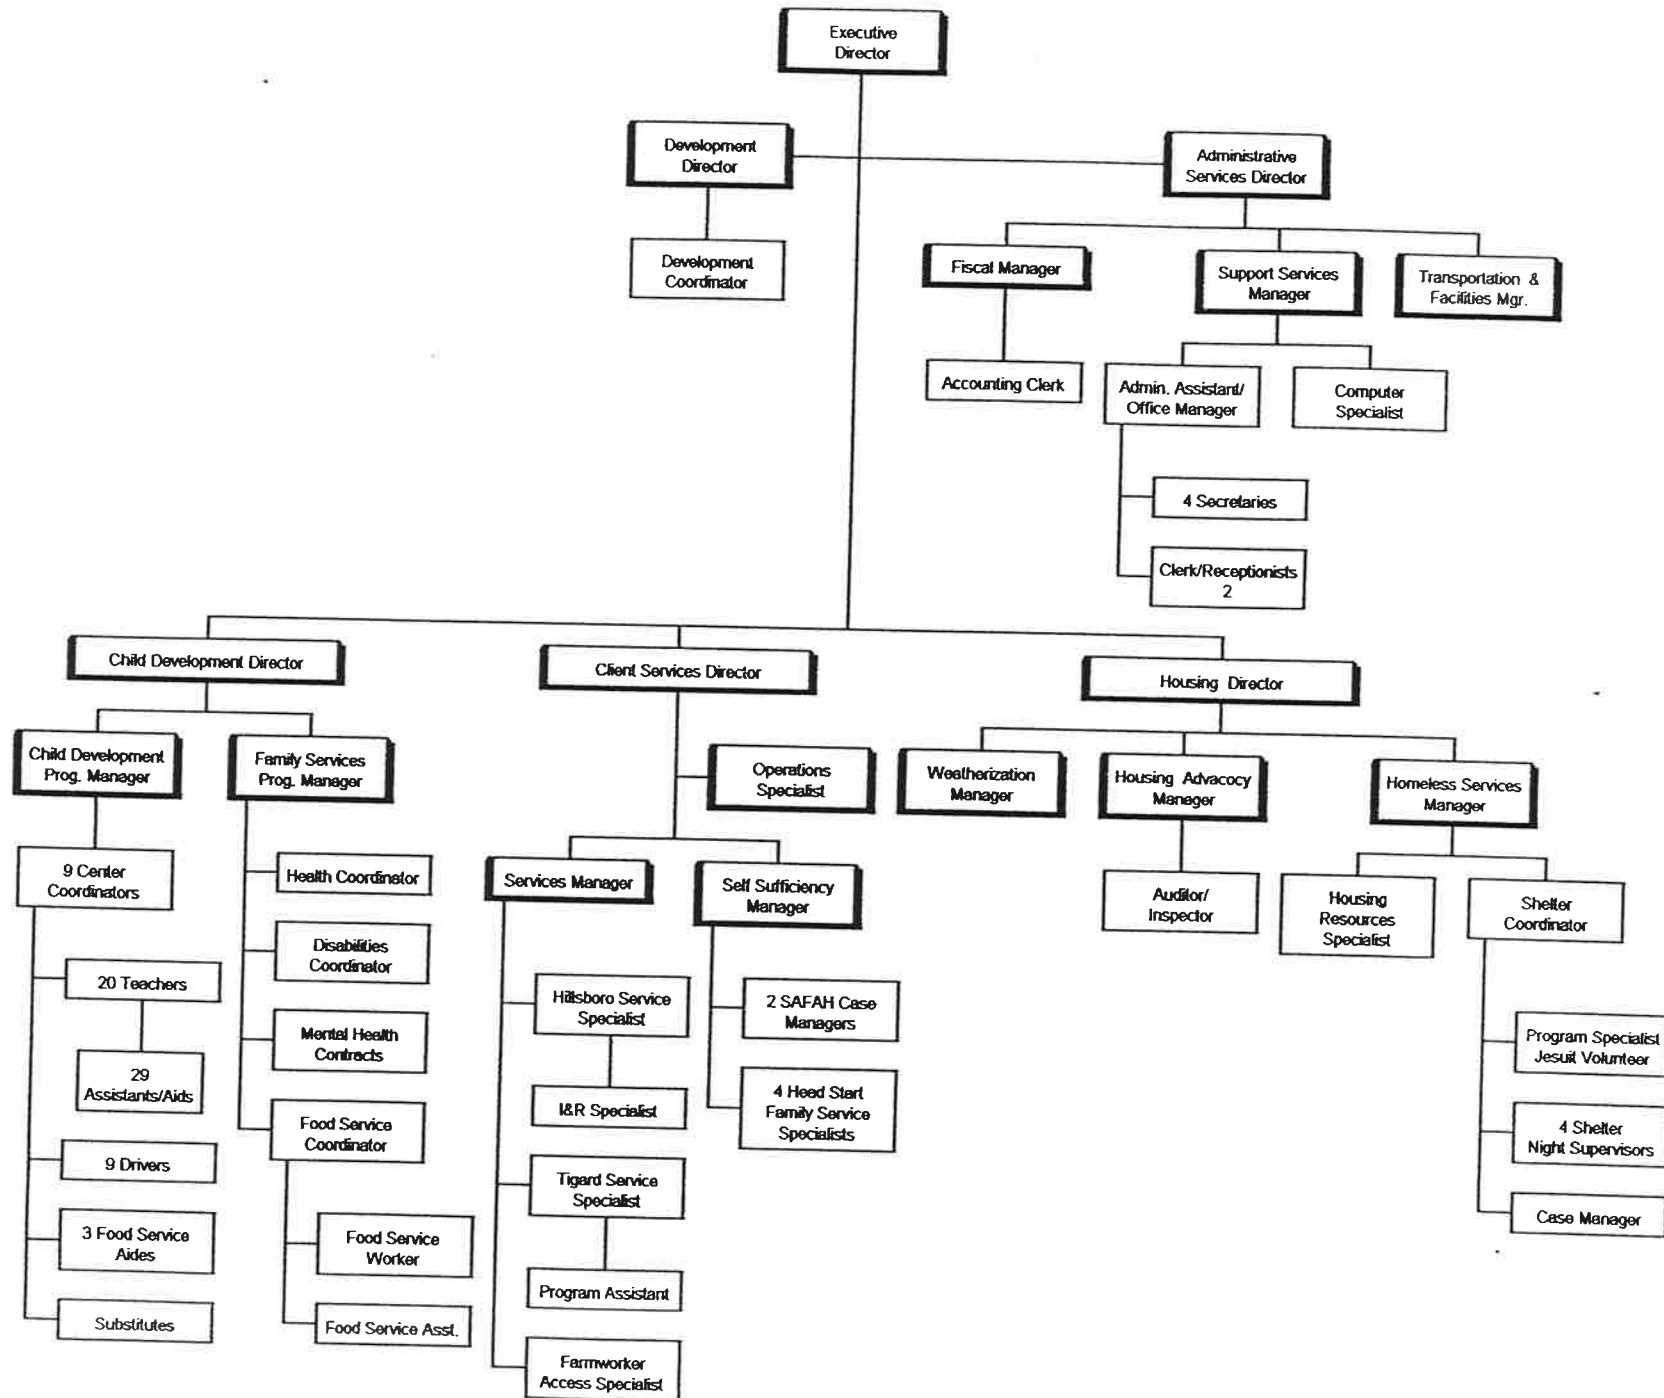 Executive
Director
Development
Director
Administrative
Services Director
Development
Coordinator
Fiscal Manager
Support Services
Manager
Transportation &
Facilities Mgr.
Accounting Clerk
Admin. Assistant/
Office Manager
Computer
Specialist
4 Secretaries
Clerk/Receptionists
2
Child Development Director
Client Services Director
Housing Director
Child Development
Prog. Manager
Family Services
Prog. Manager
Operations
Specialist
Weatherization
Manager
Housing Advocacy
Manager
Homeless Services
Manager
9 Center
Coordinators
Health Coordinator
Services Manager
Self Sufficiency
Manager
Auditor/
Inspector
Housing
Resources
Specialist
Shelter
Coordinator
20 Teachers
Disabilities
Coordinator
Hillsboro Service
Specialist
2 SAFAH Case
Managers
29
Assistants/Aids
Mental Health
Contracts
I&R Specialist
4 Head Start
Family Service
Specialists
Program Specialist
Jesuit Volunteer
Food Service
Coordinator
4 Shelter
Night Supervisors
9 Drivers
Tigard Service
Specialist
Case Manager
3 Food Service
Aides
Food Service
Worker
Program Assistant
Substitutes
Food Service Asst.
Farmworker
Access Specialist